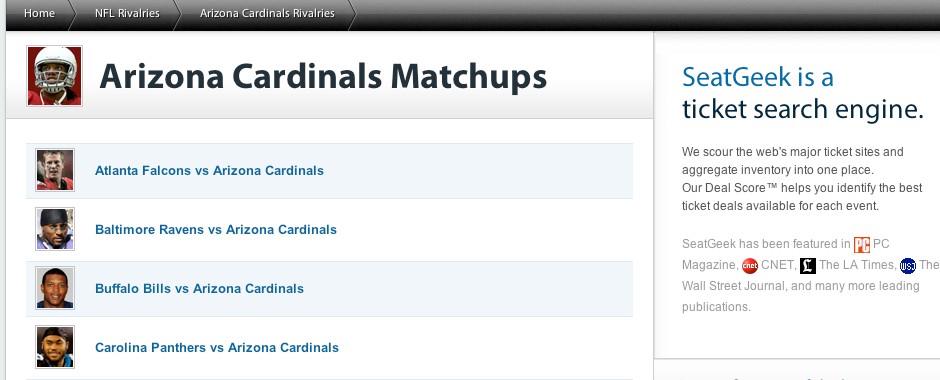 Home NFL Rivalries Arizona Cardinals Rivalries
Arizona Cardinals Matchups
Atlanta Falcons vs Arizona Cardinals
Baltimore Ravens vs Arizona Cardinals
Buffalo Bills vs Arizona Cardinals
Carolina Panthers vs Arizona Cardinals
SeatGeek is a
ticket search engine.
We scour the web's major ticket sites and
aggregate inventory into one place.
Our Deal Score™ helps you identify the best
ticket deals available for each event.
SeatGeek has been featured in PC PC
Magazine, cnet CNET, L The LA Times, WSJ The
Wall Street Journal, and many more leading
publications.